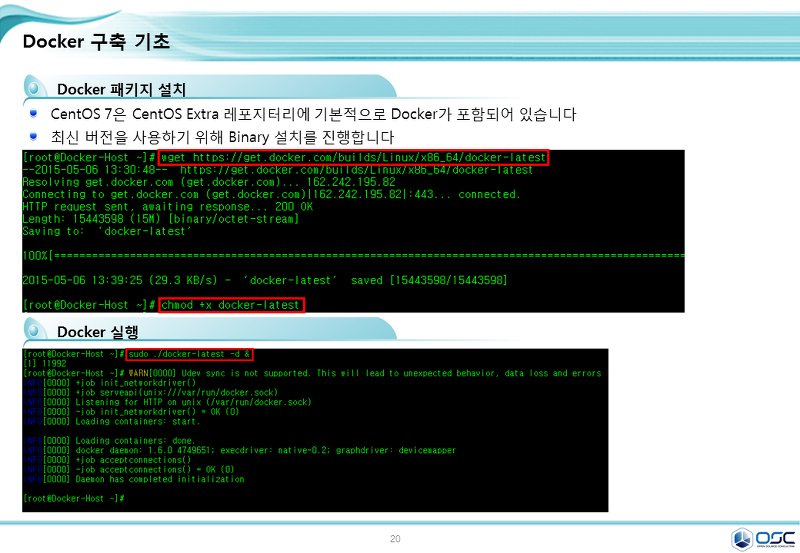 Docker 구축 기초
Docker 패키지 설치
CentOS 7은 CentOS Extra 레포지터리에 기본적으로 Docker가 포함되어 있습니다
최신 버전을 사용하기 위해 Binary 설치를 진행합니다
[root@Docker-Host ~]# wget https://get.docker.com/builds/Linux/x86_64/docker-latest
--2015-05-06 13:30:48-- https://get.docker.com/builds/Linux/x86_64/docker-latest
Resolving get.docker.com (get.docker.com)... 162.242.195.82
Connecting to get.docker.com (get.docker.com)|162.242.195.82|:443... connected.
HTTP request sent, awaiting response... 200 OK
Length: 15443598 (15M) [binary/octet-stream]
Saving to: ‘docker-latest’
100%[=====================================================================================
2015-05-06 13:39:25 (29.3 KB/s) - ‘docker-latest’ saved [15443598/15443598]
[root@Docker-Host ~]# chmod +x docker-latest
Docker 실행
[root@Docker-Host ~]# sudo ./docker-latest -d &
[1] 11992
[root@Docker-Host ~]# WARN[0000] Udev sync is not supported. This will lead to unexpected behavior, data loss and errors
INFO[0000] +job init_networkdriver()
INFO[0000] +job serveapi(unix:///var/run/docker.sock)
INFO[0000] Listening for HTTP on unix (/var/run/docker.sock)
INFO[0000] -job init_networkdriver() = OK (0)
INFO[0000] Loading containers: start.
INFO[0000] Loading containers: done.
INFO[0000] docker daemon: 1.6.0 4749651; execdriver: native-0.2; graphdriver: devicemapper
INFO[0000] +job acceptconnections()
INFO[0000] -job acceptconnections() = OK (0)
INFO[0000] Daemon has completed initialization
[root@Docker-Host ~]#
20
OSC
OPEN SOURCE CONSULTING